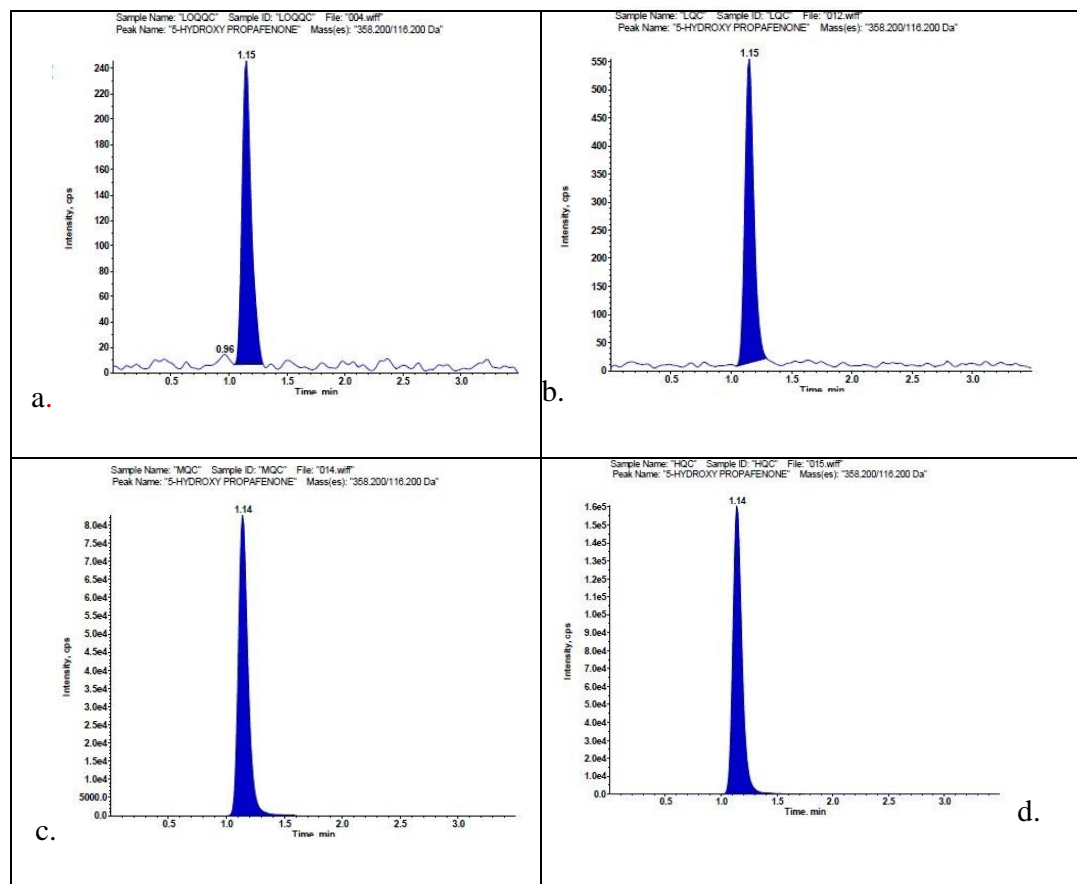 Sample Name: "LOQQC" Sample ID: "LOQQC" File: "004.wiff"
Peak Name: "5-HYDROXY PROPAFENONE" Mass(es): "358.200/116.200 Da"
1.15
240
220
200
180
160
140
120
100
80
60
40
20
0
0.96
Intensity, cps
0.5 1.0 1.5 2.0 2.5 3.0
Time, min
a.
Sample Name: "LQC" Sample ID: "LQC" File: "012.wiff"
Peak Name: "5-HYDROXY PROPAFENONE" Mass(es): "358.200/116.200 Da"
1.15
550
500
450
400
350
300
250
200
150
100
50
0
Intensity, cps
0.5 1.0 1.5 2.0 2.5 3.0
Time, min
b.
Sample Name: "MQC" Sample ID: "MQC" File: "014.wiff"
Peak Name: "5-HYDROXY PROPAFENONE" Mass(es): "358.200/116.200 Da"
1.14
8.0e4
7.5e4
7.0e4
6.5e4
6.0e4
5.5e4
5.0e4
4.5e4
4.0e4
3.5e4
3.0e4
2.5e4
2.0e4
1.5e4
1.0e4
5000.0
0.0
Intensity, cps
0.5 1.0 1.5 2.0 2.5 3.0
Time, min
c.
Sample Name: "HQC" Sample ID: "HQC" File: "015.wiff"
Peak Name: "5-HYDROXY PROPAFENONE" Mass(es): "358.200/116.200 Da"
1.14
1.6e5
1.5e5
1.4e5
1.3e5
1.2e5
1.1e5
1.0e5
9.0e4
8.0e4
7.0e4
6.0e4
5.0e4
4.0e4
3.0e4
2.0e4
1.0e4
0.0
Intensity, cps
0.5 1.0 1.5 2.0 2.5 3.0
Time, min
d.